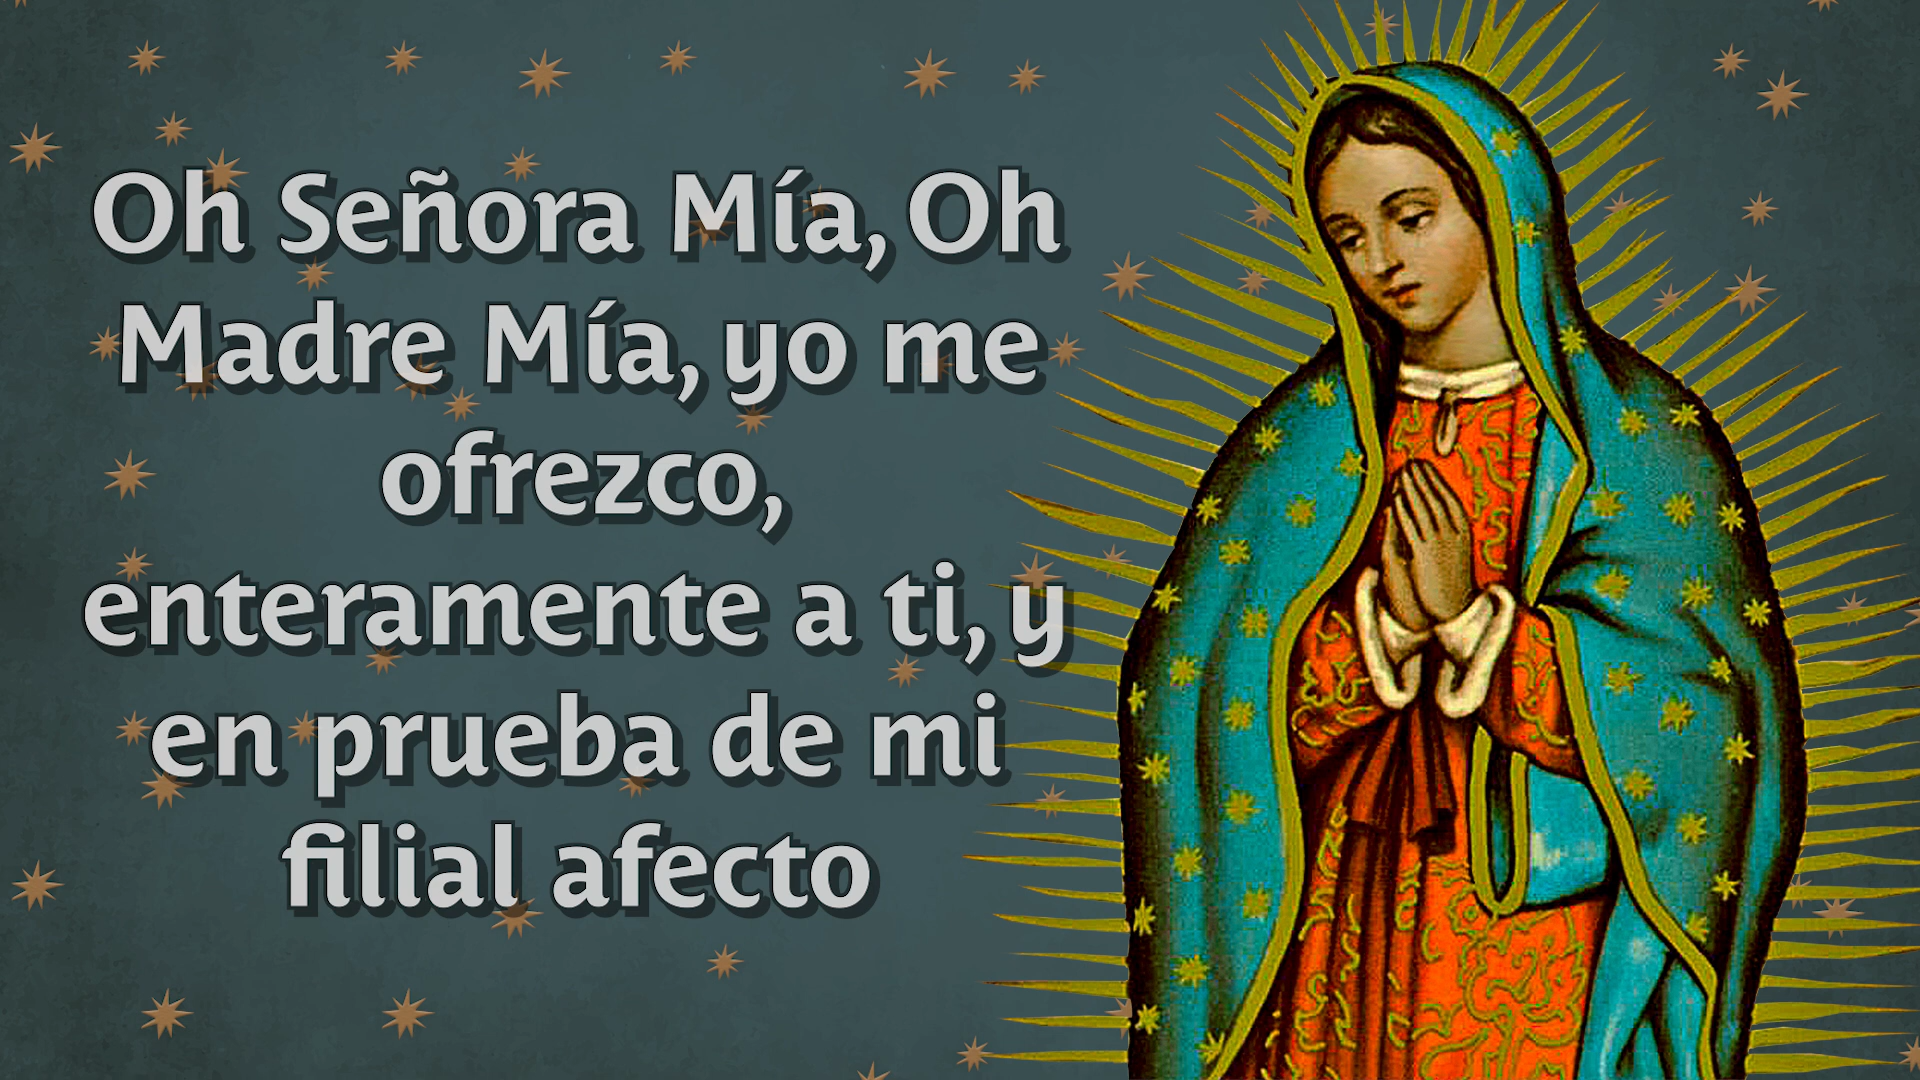 Oh Señora Mía, Oh
Madre Mía, yo me
ofrezco,
enteramente a ti, y
en prueba de mi
filial afecto